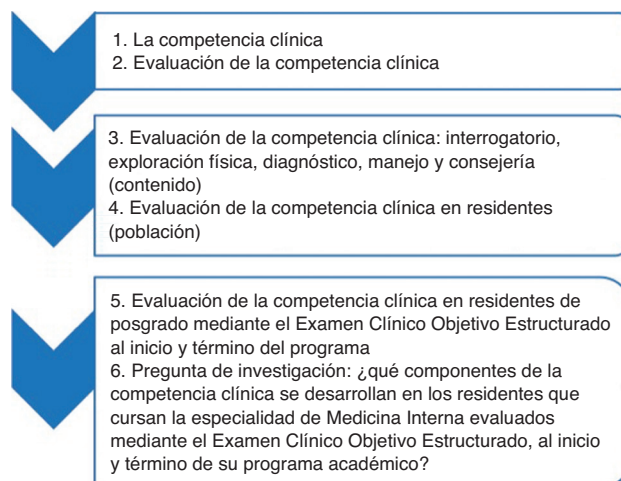 1. La competencia clínica
2. Evaluación de la competencia clínica
3. Evaluación de la competencia clínica: interrogatorio,
exploración física, diagnóstico, manejo y consejería
(contenido)
4. Evaluación de la competencia clínica en residentes
(población)
5. Evaluación de la competencia clínica en residentes de
posgrado mediante el Examen Clínico Objetivo Estructurado
al inicio y término del programa
6. Pregunta de investigación: ¿qué componentes de la
competencia clínica se desarrollan en los residentes que
cursan la especialidad de Medicina Interna evaluados
mediante el Examen Clínico Objetivo Estructurado, al inicio
y término de su programa académico?